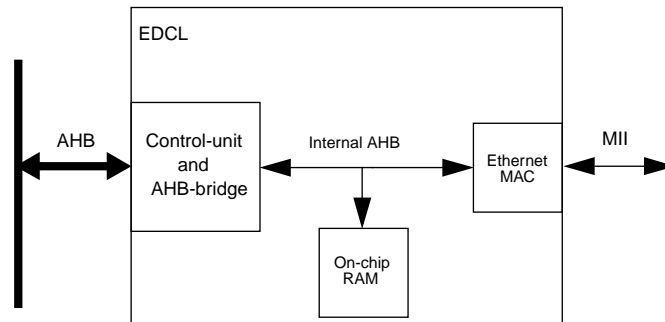 EDCL
AHB
Control-unit
and
AHB-bridge
Internal AHB
Ethernet
MAC
MII
On-chip
RAM